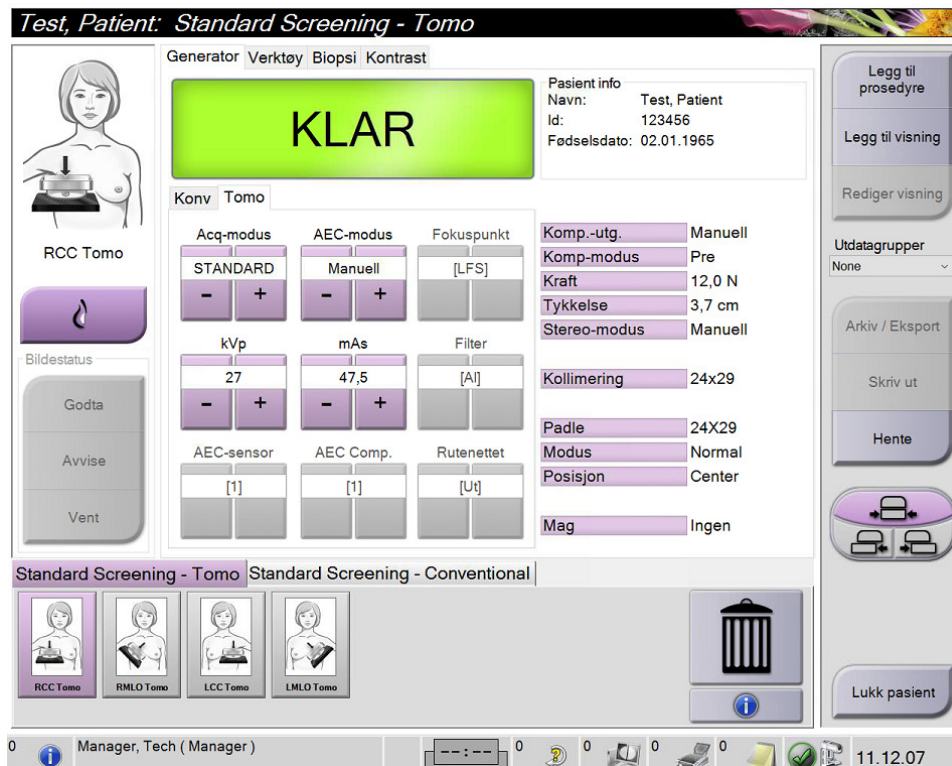 Test, Patient: Standard Screening - Tomo
Generator Verktøy Biopsi Kontrast
KLAR
Pasient info
Navn: Test, Patient
Id: 123456
Fødselsdato: 02.01.1965
RCC Tomo
Bildestatus
Godta
Avvise
Vent
Konv Tomo
Acq-modus AEC-modus Fokuspunkt
STANDARD Manuell [LFS]
- + - +
kVp mAs Filter
27 47,5 [Al]
- + - +
AEC-sensor AEC Comp. Rutenettet
[1] [1] [Ut]
Komp.-utg. Manuell
Komp-modus Pre
Kraft 12,0 N
Tykkelse 3,7 cm
Stereo-modus Manuell
Kollimering 24x29
Padle 24X29
Modus Normal
Posisjon Center
Mag Ingen
Legg til
prosedyre
Legg til visning
Rediger visning
Utdatagrupper
None
Arkiv / Eksport
Skriv ut
Hente
Lukk pasient
Standard Screening - Tomo Standard Screening - Conventional
RCC Tomo RMLO Tomo LCC Tomo LMLO Tomo
0 Manager, Tech ( Manager ) --:-- 0 0 0 0 11.12.07